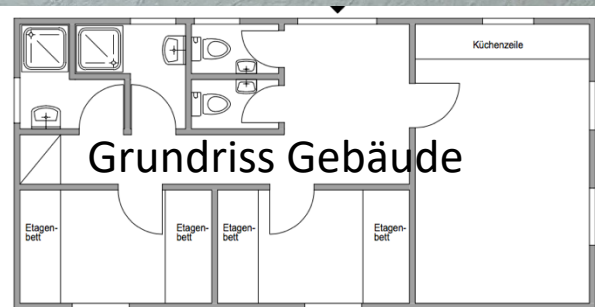 Küchenzeile
Grundriss Gebäude
Etagen-
bett
Etagen-
bett
Etagen-
bett
Etagen-
bett